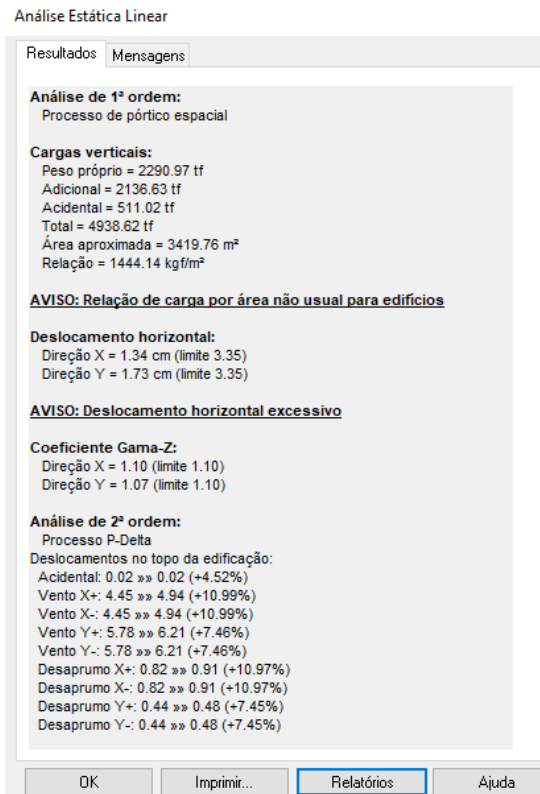 Análise Estática Linear
Resultados
Mensagens
Análise de 1ª ordem:
Processo de pórtico espacial
Cargas verticais:
Peso próprio = 2290.97 tf
Adicional = 2136.63 tf
Acidental = 511.02 tf
Total = 4938.62 tf
Área aproximada = 3419.76 m²
Relação = 1444.14 kgf/m²
AVISO: Relação de carga por área não usual para edifícios
Deslocamento horizontal:
Direção X = 1.34 cm (limite 3.35)
Direção Y = 1.73 cm (limite 3.35)
AVISO: Deslocamento horizontal excessivo
Coeficiente Gama-Z:
Direção X = 1.10 (limite 1.10)
Direção Y = 1.07 (limite 1.10)
Análise de 2ª ordem:
Processo P-Delta
Deslocamentos no topo da edificação:
Acidental: 0.02 »» 0.02 (+4.52%)
Vento X+: 4.45 »» 4.94 (+10.99%)
Vento X-: 4.45 »» 4.94 (+10.99%)
Vento Y+: 5.78 »» 6.21 (+7.46%)
Vento Y-: 5.78 »» 6.21 (+7.46%)
Desaprumo X+: 0.82 »» 0.91 (+10.97%)
Desaprumo X-: 0.82 »» 0.91 (+10.97%)
Desaprumo Y+: 0.44 »» 0.48 (+7.45%)
Desaprumo Y-: 0.44 »» 0.48 (+7.45%)
OK
Imprimir...
Relatórios
Ajuda